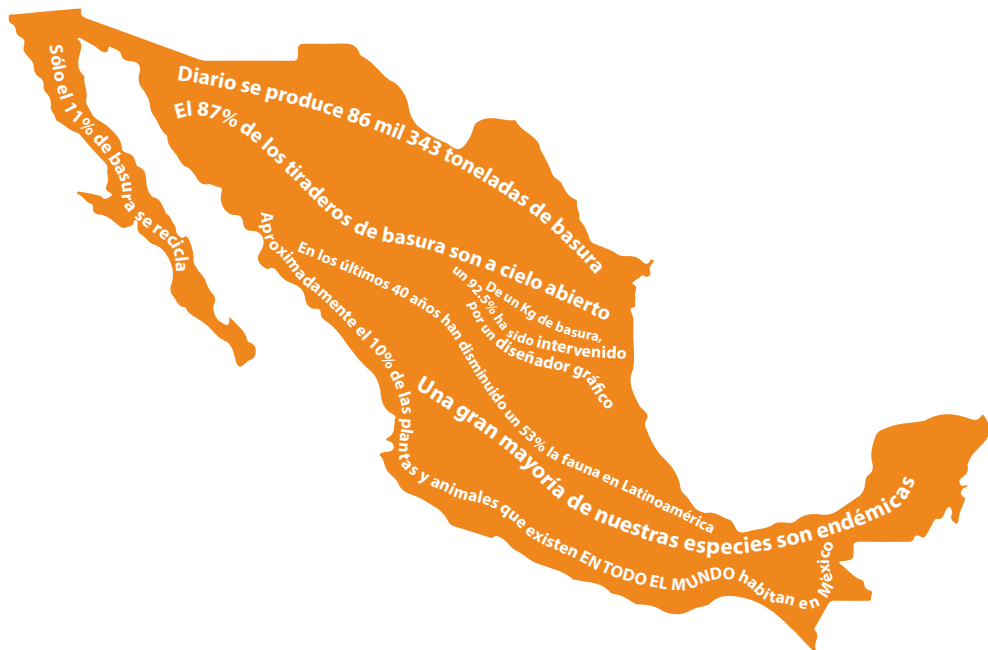 Sólo el 11% de basura se recicla
Diario se produce 86 mil 343 toneladas de basura
El 87% de los tiraderos de basura son a cielo abierto
De un Kg de basura,
un 92.5% ha sido intervenido
por un diseñador gráfico
En los últimos 40 años han disminuido un 53% la fauna en Latinoamérica
Una gran mayoría de nuestras especies son endémicas
Aproximadamente el 10% de las plantas y animales que existen EN TODO EL MUNDO habitan en México